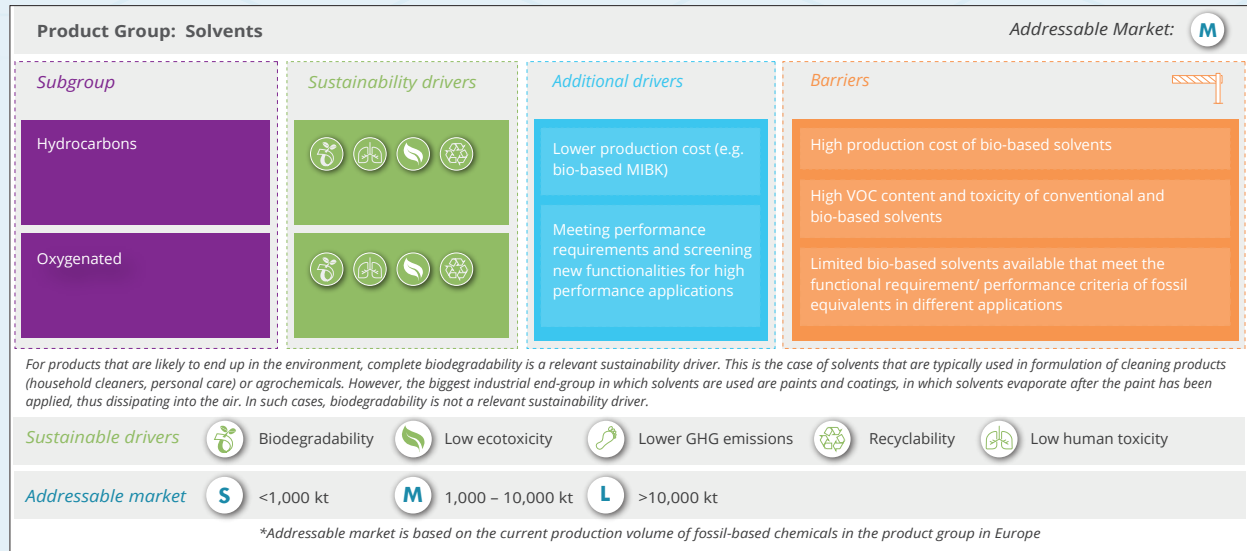 Product Group: Solvents
Addressable Market:
M
Subgroup
Sustainability drivers
Additional drivers
Barriers
Hydrocarbons
Oxygenated
Lower production cost (e.g.
bio-based MIBK)
Meeting performance
requirements and screening
new functionalities for high
performance applications
High production cost of bio-based solvents
High VOC content and toxicity of conventional and
bio-based solvents
Limited bio-based solvents available that meet the
functional requirement/ performance criteria of fossil
equivalents in different applications
For products that are likely to end up in the environment, complete biodegradability is a relevant sustainability driver. This is the case of solvents that are typically used in formulation of cleaning products
(household cleaners, personal care) or agrochemicals. However, the biggest industrial end-group in which solvents are used are paints and coatings, in which solvents evaporate after the paint has been
applied, thus dissipating into the air. In such cases, biodegradability is not a relevant sustainability driver.
Sustainable drivers
Biodegradability
Low ecotoxicity
Lower GHG emissions
Recyclability
Low human toxicity
Addressable market
S
<1,000 kt
M
1,000 – 10,000 kt
L
>10,000 kt
*Addressable market is based on the current production volume of fossil-based chemicals in the product group in Europe